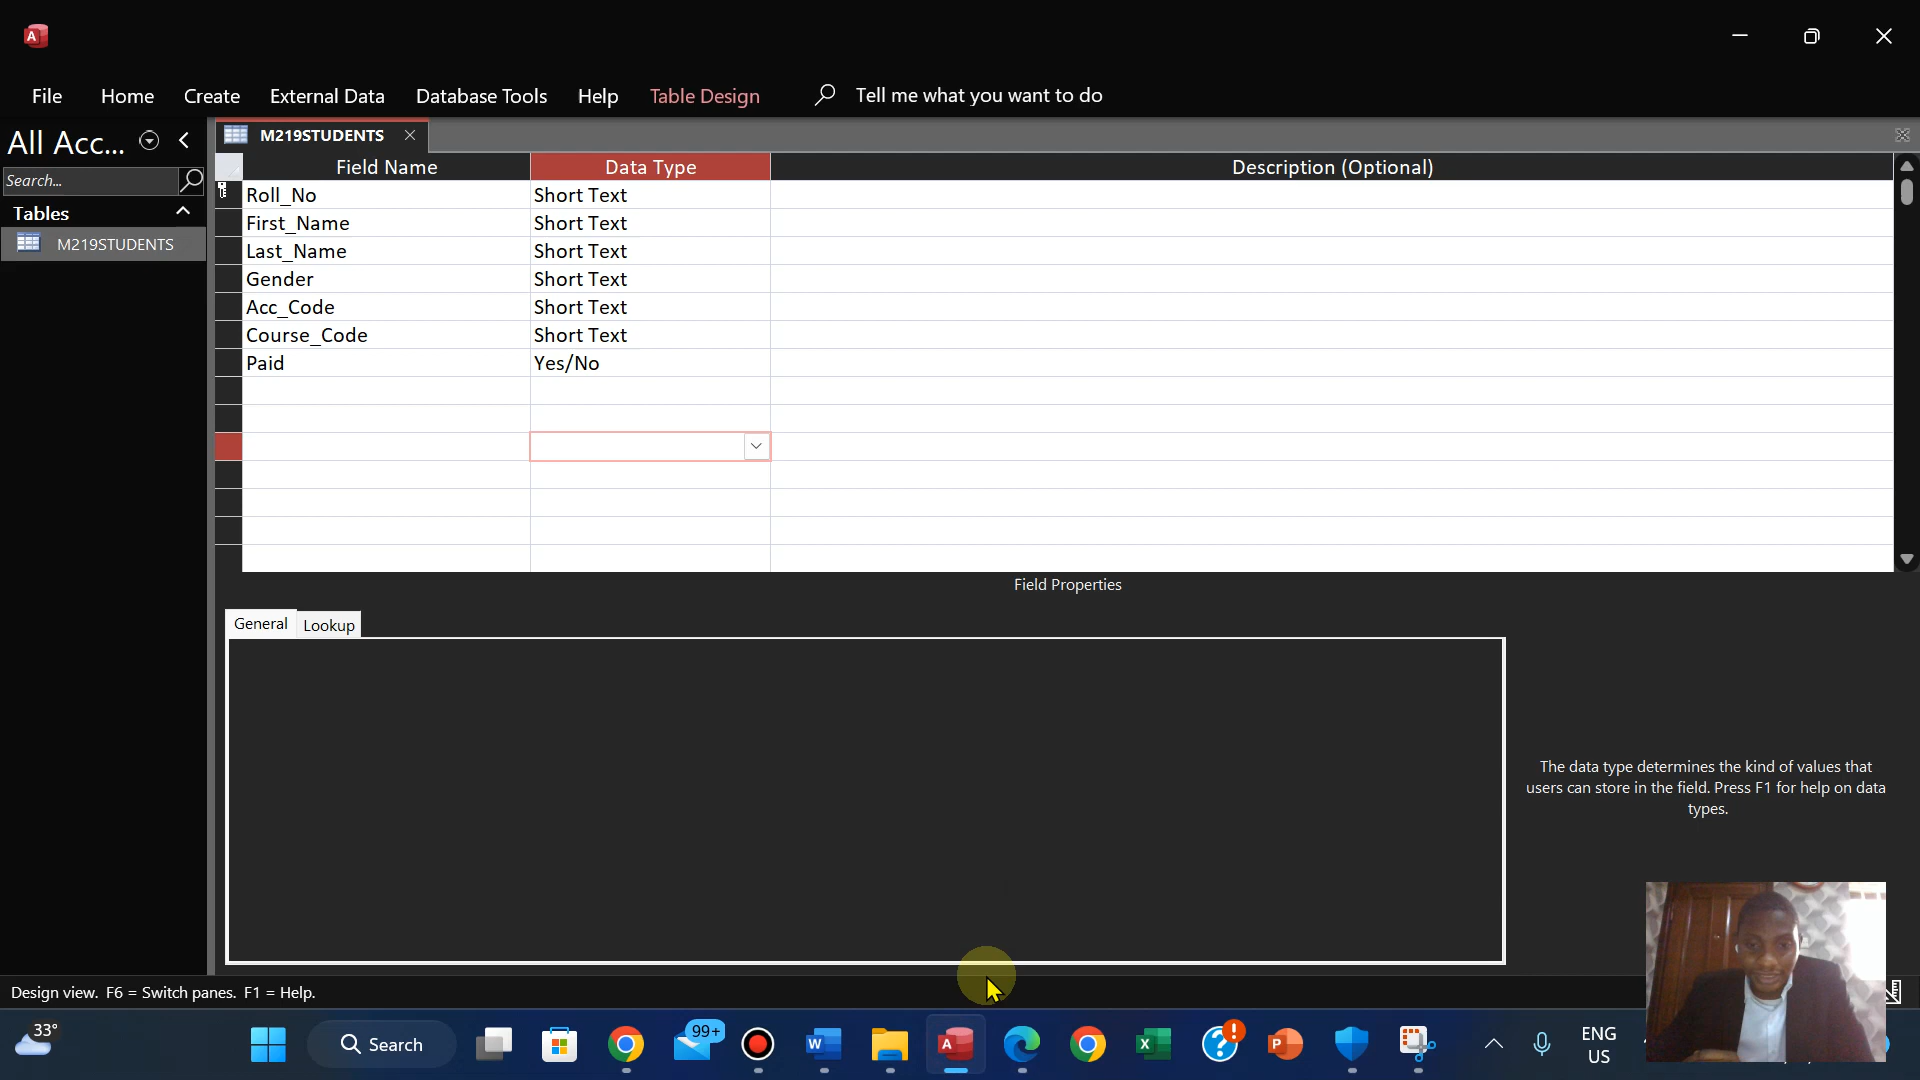 A
File Home Create External Data Database Tools Help Table Design Tell me what you want to do
All Acc...
M219STUDENTS
Search...
Tables
M219STUDENTS
Field Name Data Type Description (Optional)
Roll_No Short Text
First_Name Short Text
Last_Name Short Text
Gender Short Text
Acc_Code Short Text
Course_Code Short Text
Paid Yes/No
Field Properties
General Lookup
The data type determines the kind of values that
users can store in the field. Press F1 for help on data
types.
Design view. F6 = Switch panes. F1 = Help.
33°
Search
99+
W
A
X
P
ENG
US